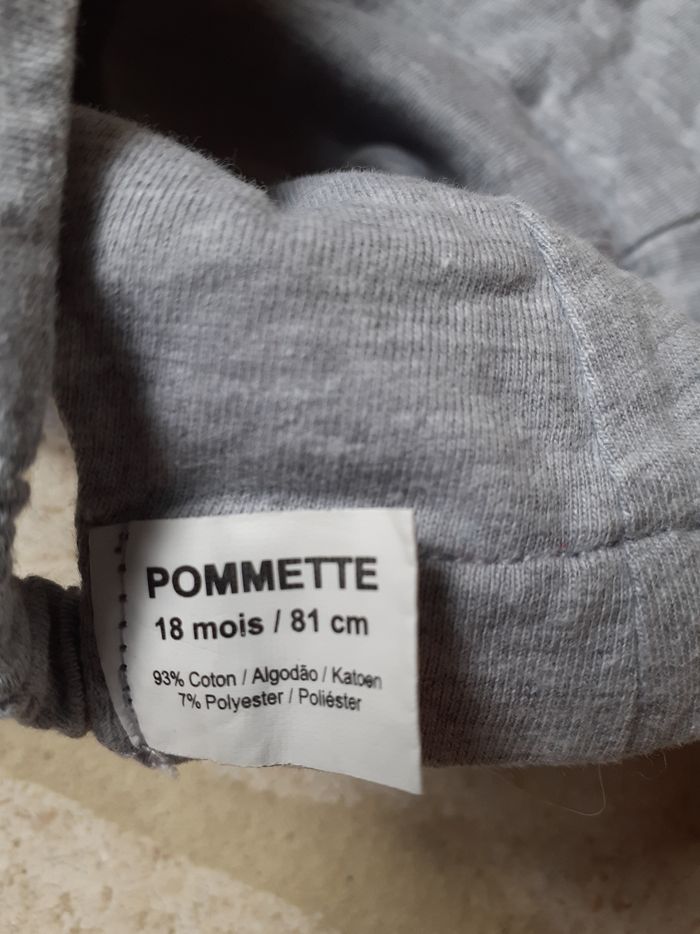 POMMETTE
18 mois / 81 cm
93% Coton / Algodão / Katoen
7% Polyester / Poliéster